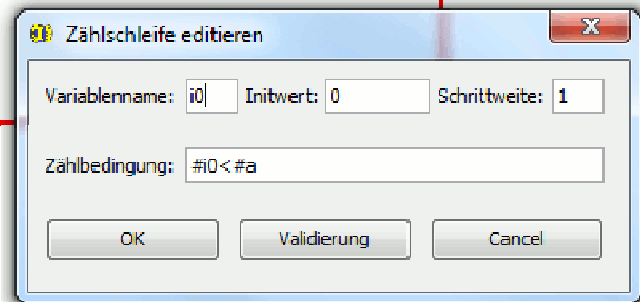 Zählschleife editieren
Variablenname: i0 Initwert: 0 Schrittweite: 1
Zählbedingung: #i0<#a
OK Validierung Cancel